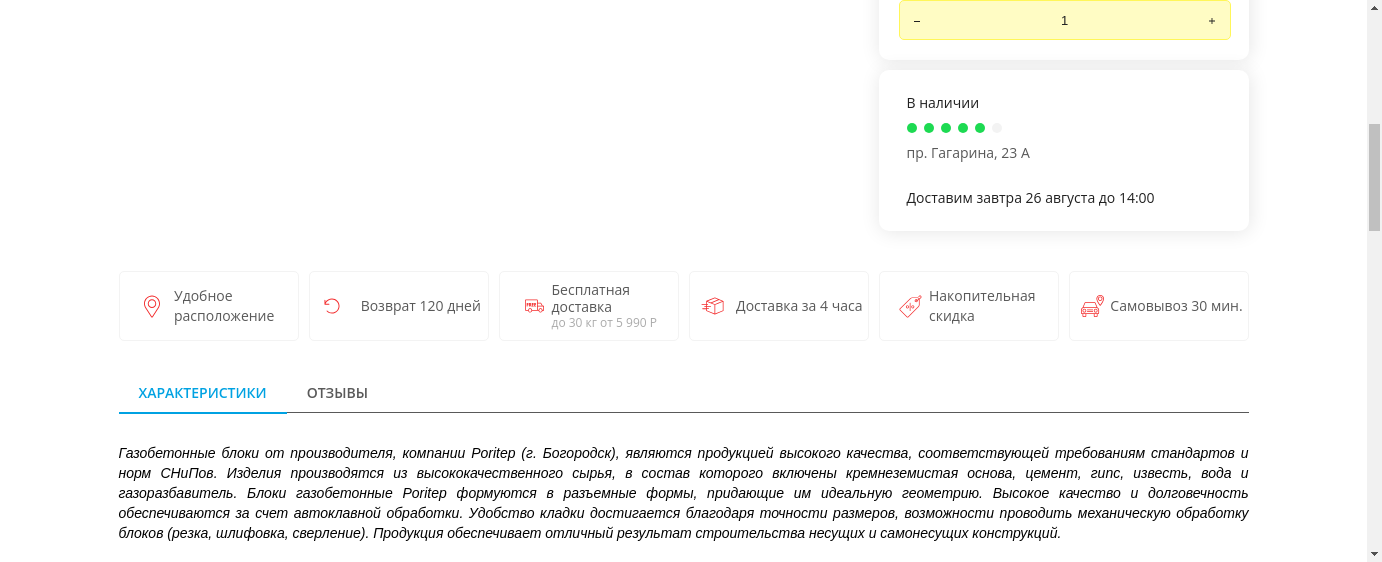 – 1 +
В наличии
пр. Гагарина, 23 А
Доставим завтра 26 августа до 14:00
Удобное
расположение
Возврат 120 дней
FREE
Бесплатная
доставка
до 30 кг от 5 990 Р
Доставка за 4 часа
%
Накопительная
скидка
Самовывоз 30 мин.
ХАРАКТЕРИСТИКИ ОТЗЫВЫ
Газобетонные блоки от производителя, компании Poritep (г. Богородск), являются продукцией высокого качества, соответствующей требованиям стандартов и
норм СНиПов. Изделия производятся из высококачественного сырья, в состав которого включены кремнеземистая основа, цемент, гипс, известь, вода и
газоразбавитель. Блоки газобетонные Poritep формуются в разъемные формы, придающие им идеальную геометрию. Высокое качество и долговечность
обеспечиваются за счет автоклавной обработки. Удобство кладки достигается благодаря точности размеров, возможности проводить механическую обработку
блоков (резка, шлифовка, сверление). Продукция обеспечивает отличный результат строительства несущих и самонесущих конструкций.